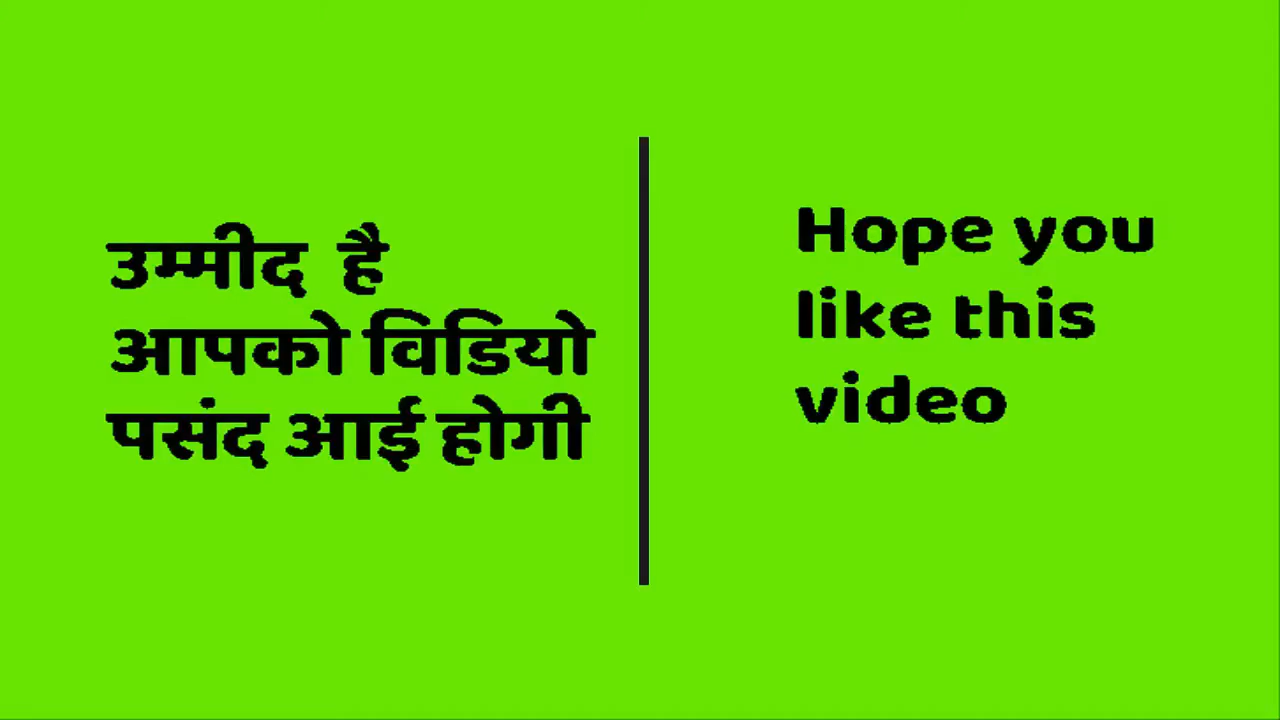 उम्मीद है
आपको विडियो
पसंद आई होगी
Hope you
like this
video